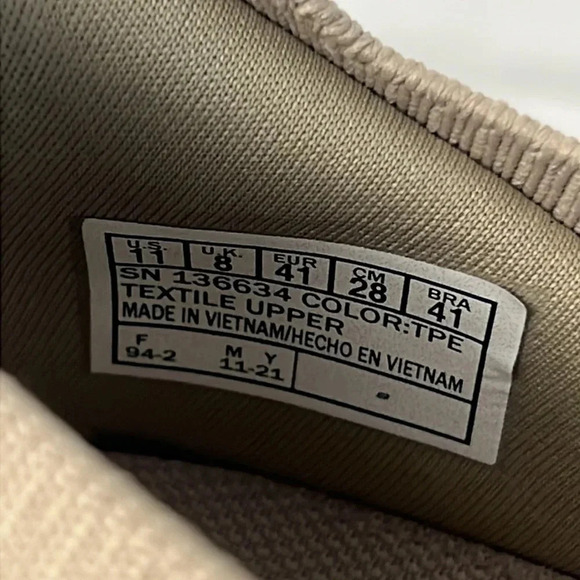 U.S. U.K. EUR CM BRA
11 8 41 28 41
SN 136634 COLOR:TPE
TEXTILE UPPER
MADE IN VIETNAM/HECHO EN VIETNAM
F M Y
94-2 11-21